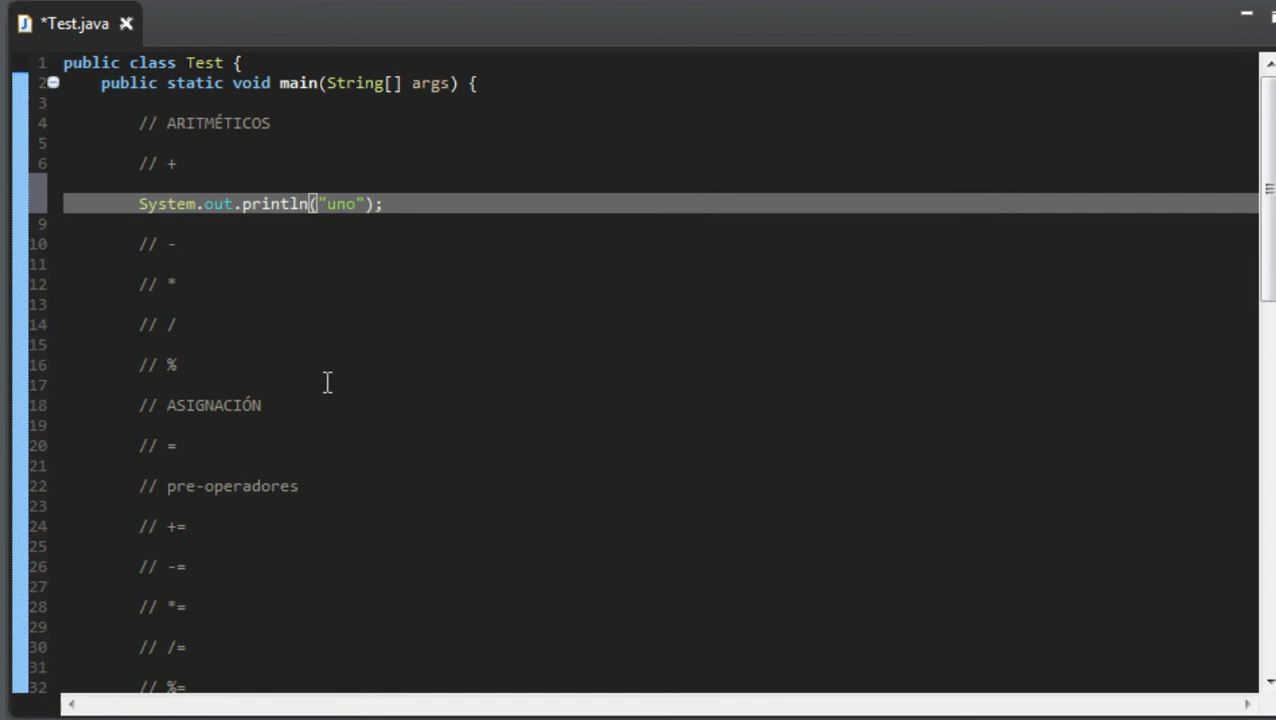 *Test.java
1 public class Test {
2 public static void main(String[] args) {
3
4 // ARITMÉTICOS
5
6 // +
System.out.println("uno");
9
10 // -
11
12 // *
13
14 // /
15
16 // %
17
18 // ASIGNACIÓN
19
20 // =
21
22 // pre-operadores
23
24 // +=
25
26 // -=
27
28 // *=
29
30 // /=
31
32 // %=